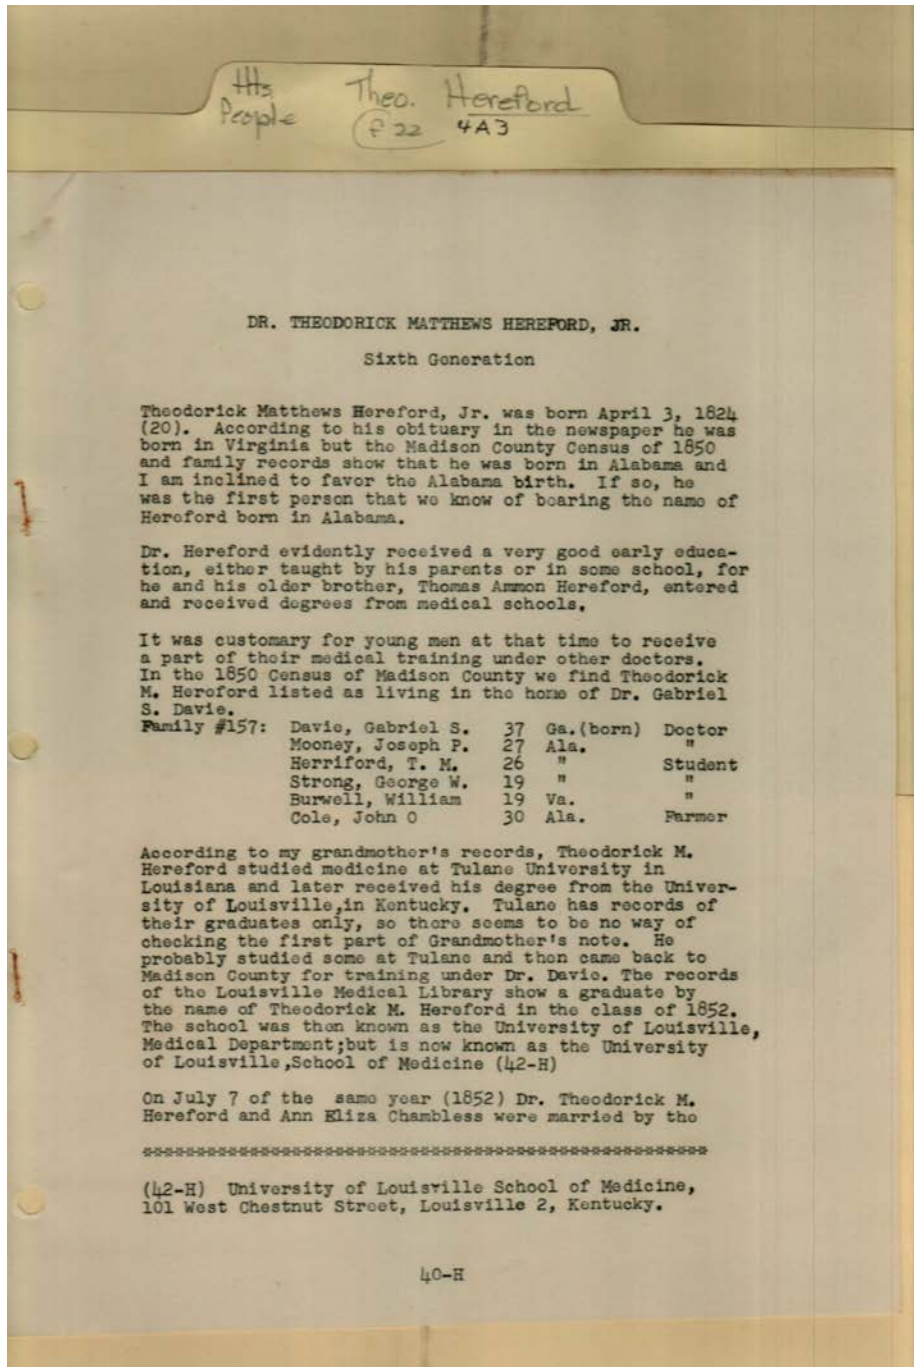 HHs Theo. Hereford
People f 22 4A3
DR. THEODORICK MATTHEWS HEREFORD, JR.
Sixth Generation
Theodorick Matthews Hereford, Jr. was born April 3, 1824
(20). According to his obituary in the newspaper he was
born in Virginia but the Madison County Census of 1850
and family records show that he was born in Alabama and
I am inclined to favor the Alabama birth. If so, he
was the first person that we know of bearing the name of
Hereford born in Alabama.
Dr. Hereford evidently received a very good early educa-
tion, either taught by his parents or in some school, for
he and his older brother, Thomas Ammon Hereford, entered
and received degrees from medical schools.
It was customary for young men at that time to receive
a part of their medical training under other doctors.
In the 1850 Census of Madison County we find Theodorick
M. Hereford listed as living in the home of Dr. Gabriel
S. Davie.
Family #157: Davie, Gabriel S. 37 Ga.(born) Doctor
Mooney, Joseph P. 27 Ala. "
Herriford, T. M. 26 " Student
Strong, George W. 19 " "
Burwell, William 19 Va. "
Cole, John O 30 Ala. Farmer
According to my grandmother's records, Theodorick M.
Hereford studied medicine at Tulane University in
Louisiana and later received his degree from the Univer-
sity of Louisville,in Kentucky. Tulane has records of
their graduates only, so there seems to be no way of
checking the first part of Grandmother's note. He
probably studied some at Tulane and then came back to
Madison County for training under Dr. Davie. The records
of the Louisville Medical Library show a graduate by
the name of Theodorick M. Hereford in the class of 1852.
The school was then known as the University of Louisville,
Medical Department;but is now known as the University
of Louisville,School of Medicine (42-H)
On July 7 of the same year (1852) Dr. Theodorick M.
Hereford and Ann Eliza Chambless were married by the
*****************************************************
(42-H) University of Louisville School of Medicine,
101 West Chestnut Street, Louisville 2, Kentucky.
40-H